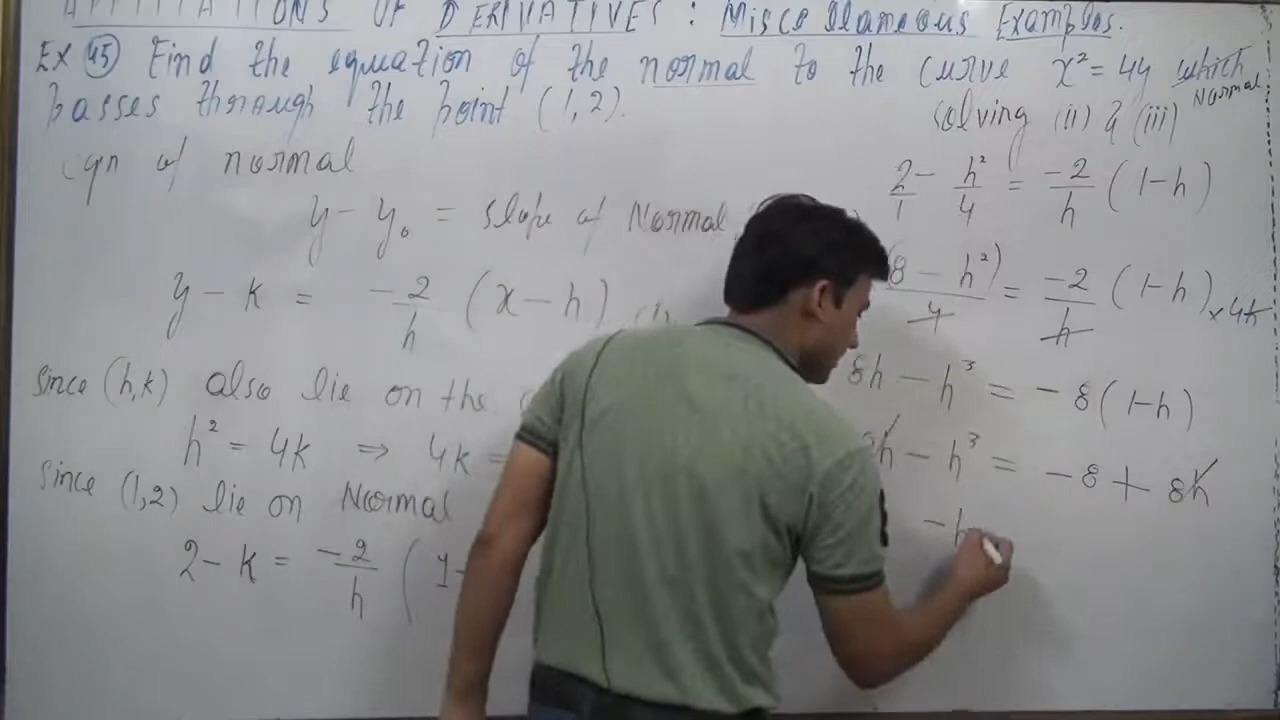 OF DERIVATIVES : Miscellaneous Examples.
Ex 45 Find the equation of the normal to the curve x² = 4y which
passes through the point (1,2).
Normal
eqn of normal
y - y₀ = slope of Normal
y - k = -2/h (x - h)
Since (h,k) also lie on the
h² = 4k ⇒ 4k =
Since (1,2) lie on Normal
2 - k = -2/h (1-
solving (ii) & (iii)
2/1 - h²/4 = -2/h (1-h)
(8 - h²)/4 = -2/h (1-h) × 4h
8h - h³ = -8(1-h)
8h - h³ = -8 + 8h
-h